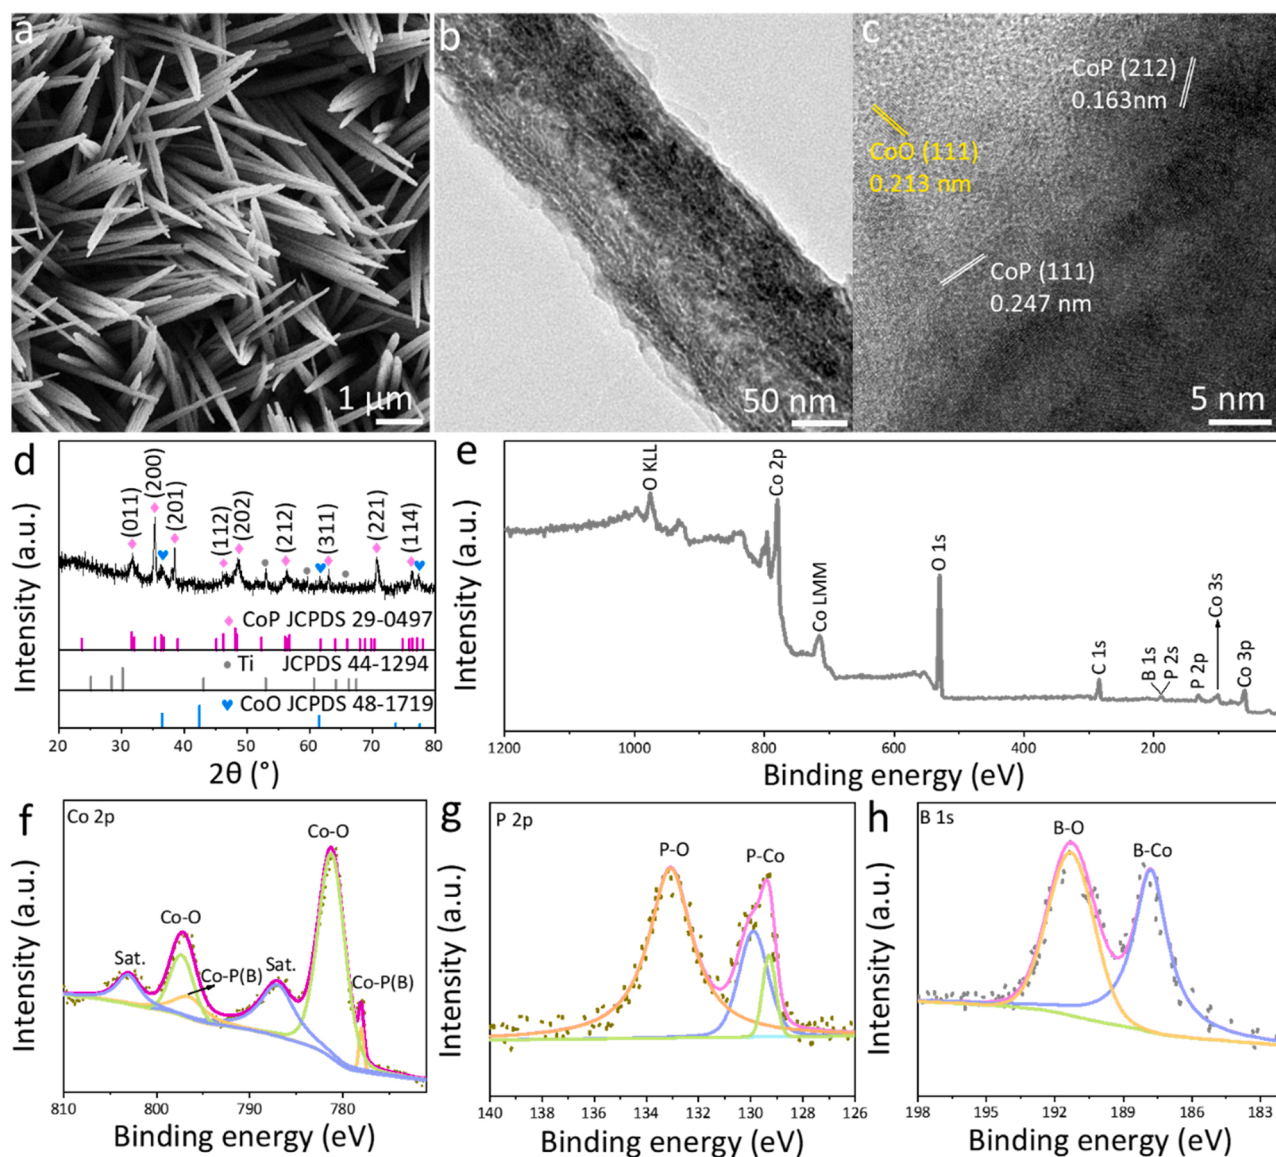 a
1 μm
b
50 nm
c
CoP (212)
0.163nm
CoO (111)
0.213 nm
CoP (111)
0.247 nm
5 nm
d
Intensity (a.u.)
(011)
(200)
(201)
(112)
(202)
(212)
(311)
(221)
(114)
CoP JCPDS 29-0497
Ti JCPDS 44-1294
CoO JCPDS 48-1719
20 30 40 50 60 70 80
2θ (°)
e
Intensity (a.u.)
O KLL
Co 2p
Co LMM
O 1s
C 1s
B 1s
P 2s
P 2p
Co 3s
Co 3p
1200 1000 800 600 400 200
Binding energy (eV)
f
Co 2p
Intensity (a.u.)
Sat.
Co-O
Co-P(B)
Sat.
Co-O
Co-P(B)
810 800 790 780
Binding energy (eV)
g
P 2p
Intensity (a.u.)
P-O
P-Co
140 138 136 134 132 130 128 126
Binding energy (eV)
h
B 1s
Intensity (a.u.)
B-O
B-Co
198 195 192 189 186 183
Binding energy (eV)